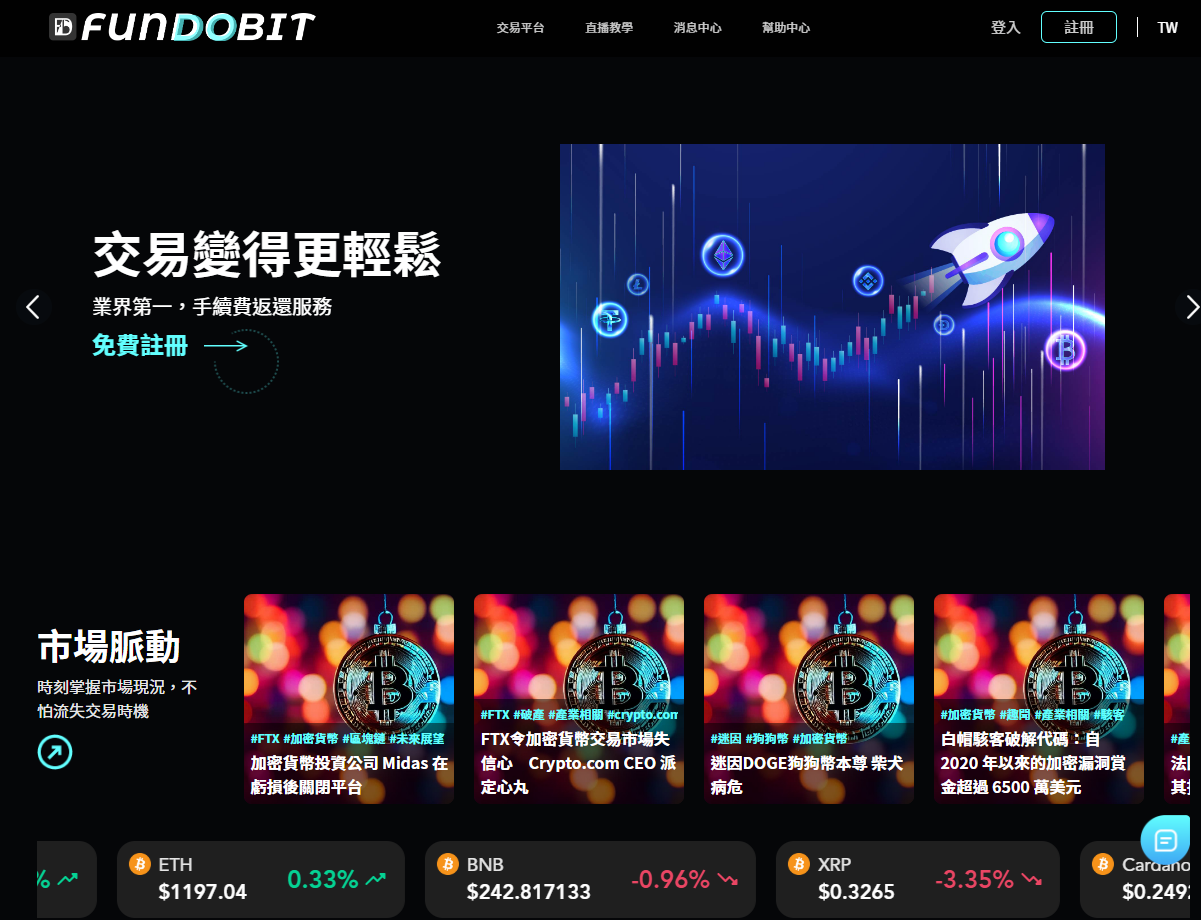 FUNDOBIT
交易平台 直播教學 消息中心 幫助中心 登入 註冊 TW
交易變得更輕鬆
業界第一，手續費返還服務
免費註冊
市場脈動
時刻掌握市場現況，不
怕流失交易時機
#FTX #加密貨幣 #區塊鏈 #未來展望
加密貨幣投資公司 Midas 在
虧損後關閉平台
#FTX #破產 #產業相關 #crypto.com
FTX令加密貨幣交易市場失
信心 Crypto.com CEO 派
定心丸
#迷因 #狗狗幣 #加密貨幣
迷因DOGE狗狗幣本尊 柴犬
病危
#加密貨幣 #趣聞 #產業相關 #駭客
白帽駭客破解代碼：自
2020 年以來的加密漏洞賞
金超過 6500 萬美元
#產
法
其
%
ETH
$1197.04
0.33%
BNB
$242.817133
-0.96%
XRP
$0.3265
-3.35%
Cardano
$0.249